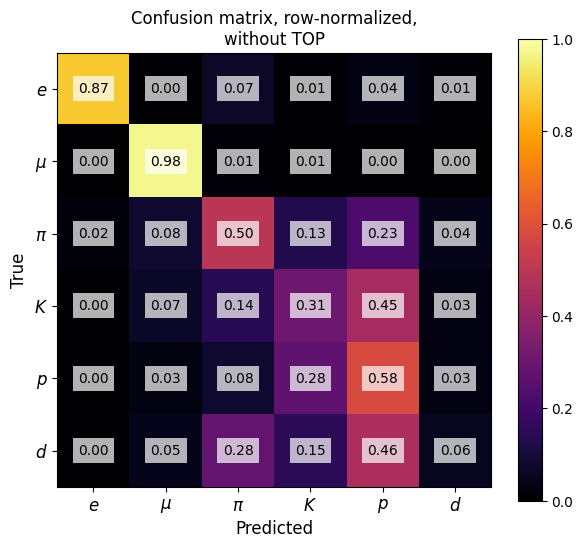 Confusion matrix, row-normalized,
without TOP
e 0.87 0.00 0.07 0.01 0.04 0.01
μ 0.00 0.98 0.01 0.01 0.00 0.00
π 0.02 0.08 0.50 0.13 0.23 0.04
K 0.00 0.07 0.14 0.31 0.45 0.03
p 0.00 0.03 0.08 0.28 0.58 0.03
d 0.00 0.05 0.28 0.15 0.46 0.06
e μ π K p d
True
Predicted
1.0
0.8
0.6
0.4
0.2
0.0